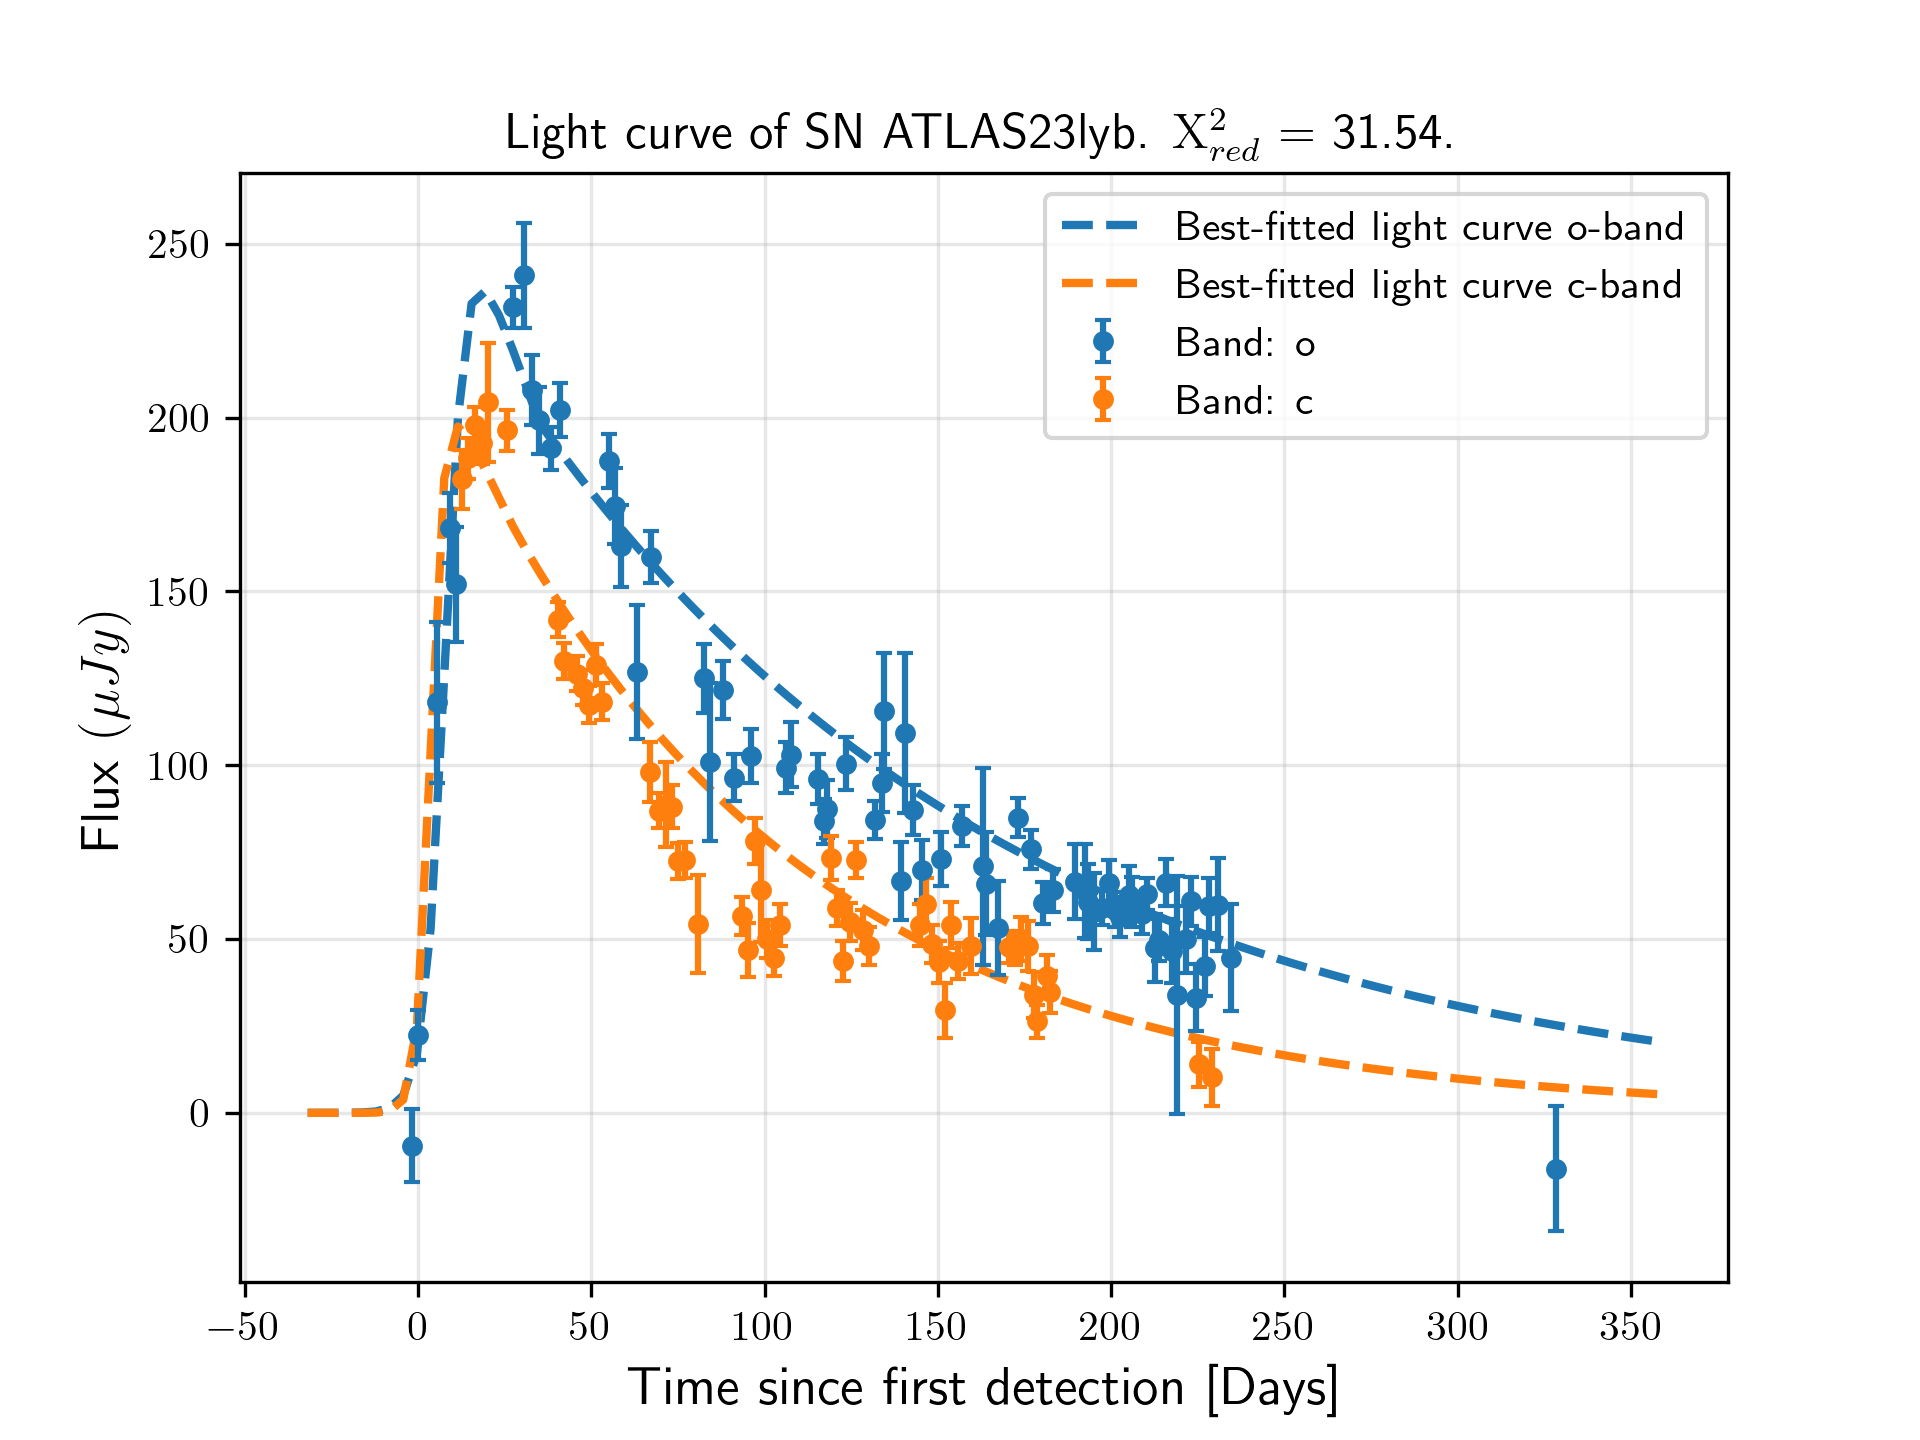 Light curve of SN ATLAS23lyb. X²red = 31.54.
Best-fitted light curve o-band
Best-fitted light curve c-band
Band: o
Band: c
250
200
150
100
50
0
Flux (μJy)
−50 0 50 100 150 200 250 300 350
Time since first detection [Days]